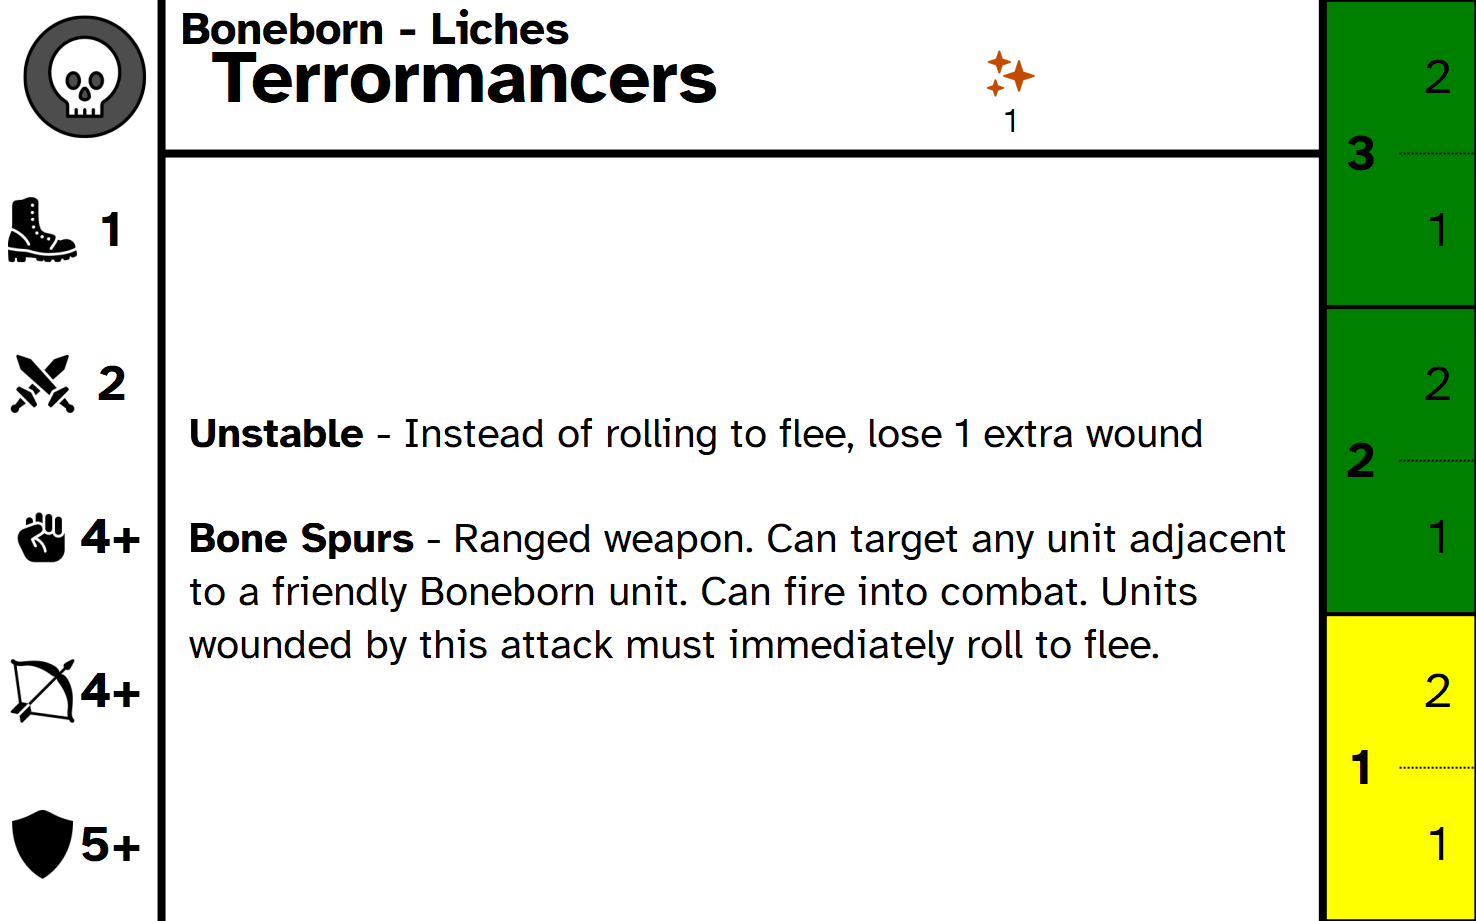 Boneborn - Liches
Terrormancers
1
1
2
4+
4+
5+
Unstable - Instead of rolling to flee, lose 1 extra wound
Bone Spurs - Ranged weapon. Can target any unit adjacent
to a friendly Boneborn unit. Can fire into combat. Units
wounded by this attack must immediately roll to flee.
3
2
1
2
2
1
1
2
1